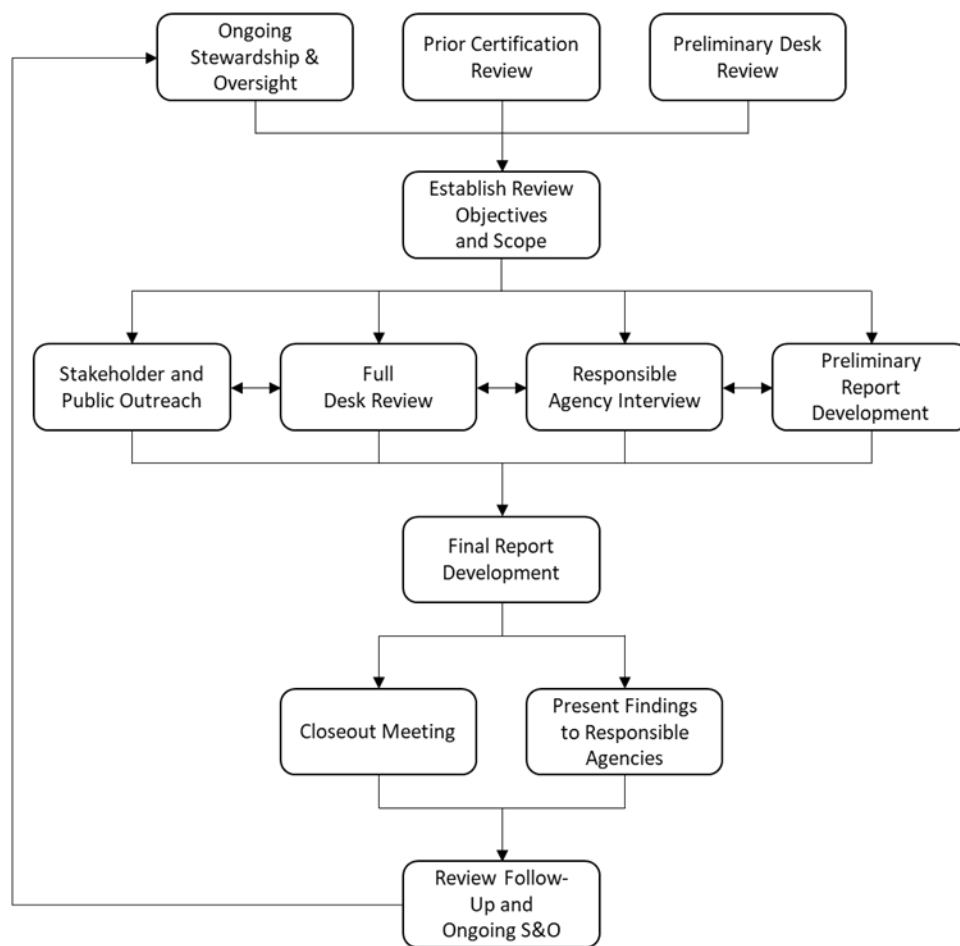 Ongoing
Stewardship &
Oversight
Prior Certification
Review
Preliminary Desk
Review
Establish Review
Objectives
and Scope
Stakeholder and
Public Outreach
Full
Desk Review
Responsible
Agency Interview
Preliminary
Report
Development
Final Report
Development
Closeout Meeting
Present Findings
to Responsible
Agencies
Review Follow-
Up and
Ongoing S&O